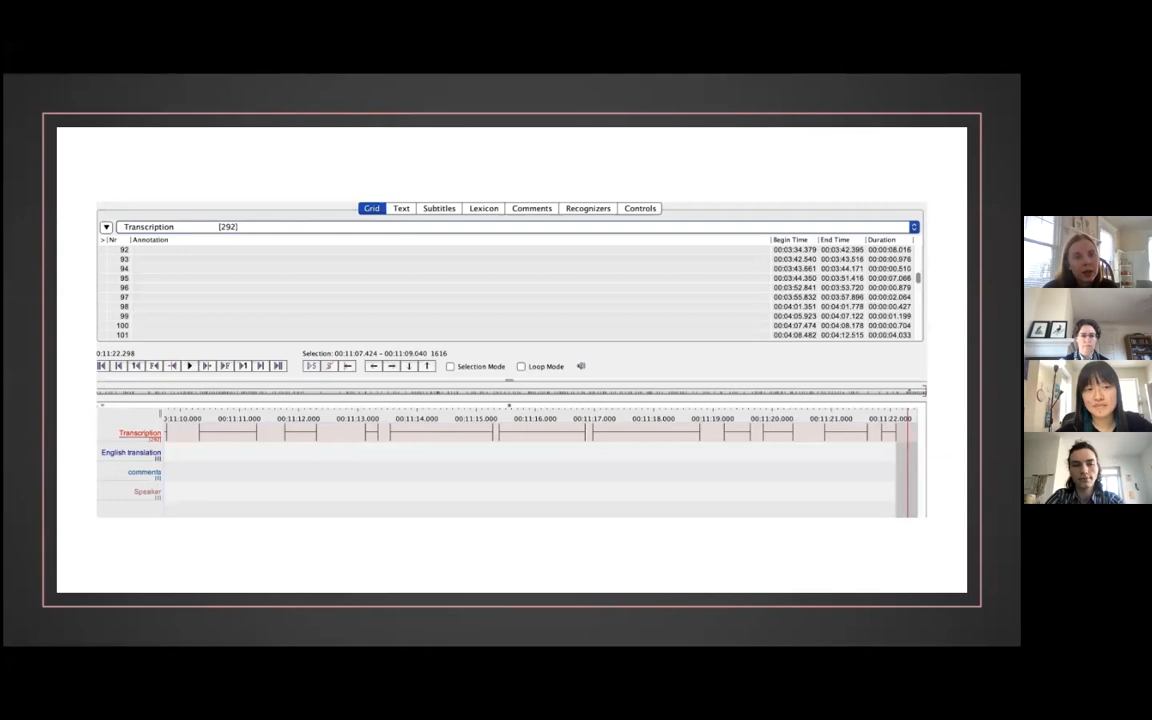 Grid Text Subtitles Lexicon Comments Recognizers Controls
Transcription [292]
> Nr Annotation Begin Time End Time Duration
92 00:03:34.379 00:03:42.395 00:00:08.016
93 00:03:42.540 00:03:43.516 00:00:00.976
94 00:03:43.661 00:03:44.171 00:00:00.510
95 00:03:44.350 00:03:51.416 00:00:07.066
96 00:03:52.841 00:03:53.720 00:00:00.879
97 00:03:55.832 00:03:57.896 00:00:02.064
98 00:04:01.351 00:04:01.778 00:00:00.427
99 00:04:05.923 00:04:07.122 00:00:01.199
100 00:04:07.474 00:04:08.178 00:00:00.704
101 00:04:08.482 00:04:12.515 00:00:04.033
0:11:22.298 Selection: 00:11:07.424 - 00:11:09.040 1616
Selection Mode Loop Mode
0:11:10.000 00:11:11.000 00:11:12.000 00:11:13.000 00:11:14.000 00:11:15.000 00:11:16.000 00:11:17.000 00:11:18.000 00:11:19.000 00:11:20.000 00:11:21.000 00:11:22.000
Transcription
[292]
English translation
comments
Speaker